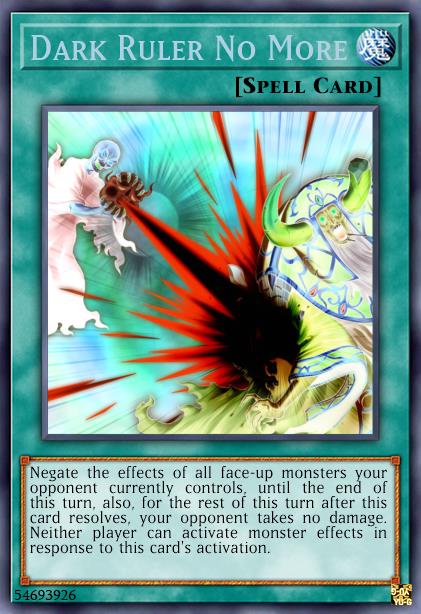 Dark Ruler No More 魔
[Spell Card]
Negate the effects of all face-up monsters your
opponent currently controls, until the end of
this turn, also, for the rest of this turn after this
card resolves, your opponent takes no damage.
Neither player can activate monster effects in
response to this card's activation.
54693926